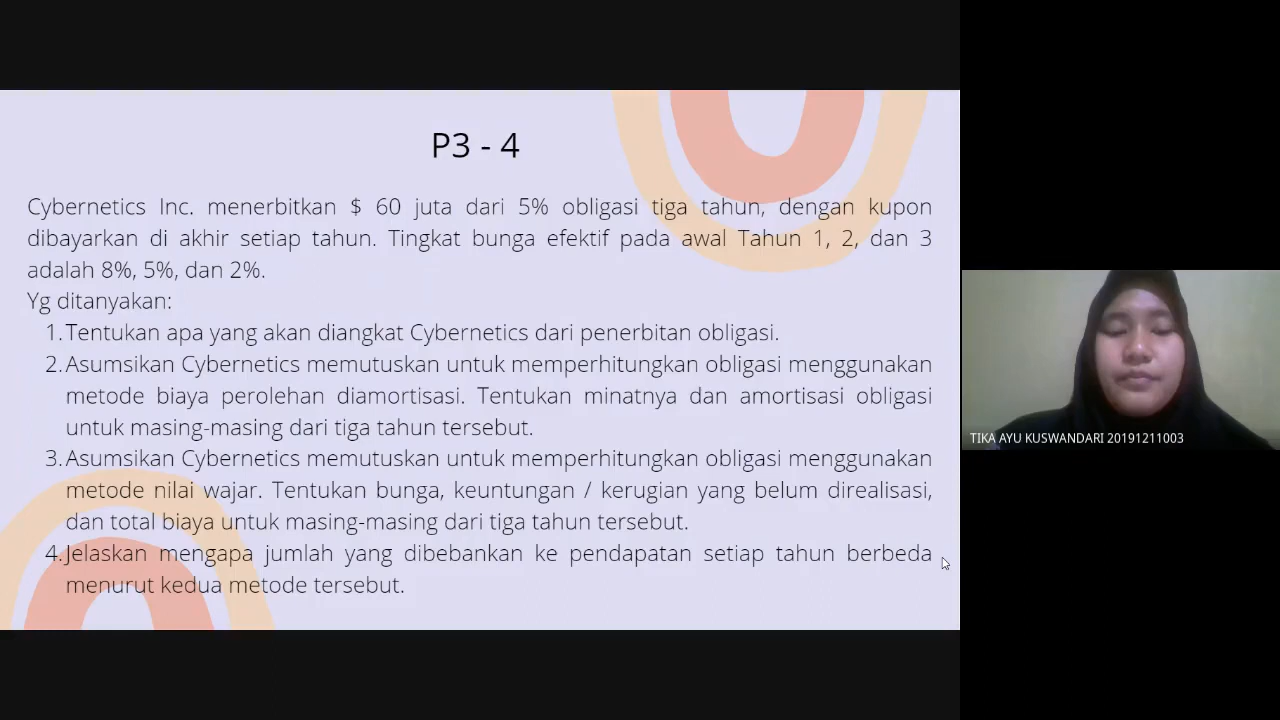 P3 - 4
Cybernetics Inc. menerbitkan $ 60 juta dari 5% obligasi tiga tahun, dengan kupon
dibayarkan di akhir setiap tahun. Tingkat bunga efektif pada awal Tahun 1, 2, dan 3
adalah 8%, 5%, dan 2%.
Yg ditanyakan:
1. Tentukan apa yang akan diangkat Cybernetics dari penerbitan obligasi.
2. Asumsikan Cybernetics memutuskan untuk memperhitungkan obligasi menggunakan
metode biaya perolehan diamortisasi. Tentukan minatnya dan amortisasi obligasi
untuk masing-masing dari tiga tahun tersebut.
3. Asumsikan Cybernetics memutuskan untuk memperhitungkan obligasi menggunakan
metode nilai wajar. Tentukan bunga, keuntungan / kerugian yang belum direalisasi,
dan total biaya untuk masing-masing dari tiga tahun tersebut.
4. Jelaskan mengapa jumlah yang dibebankan ke pendapatan setiap tahun berbeda
menurut kedua metode tersebut.
TIKA AYU KUSWANDARI 20191211003